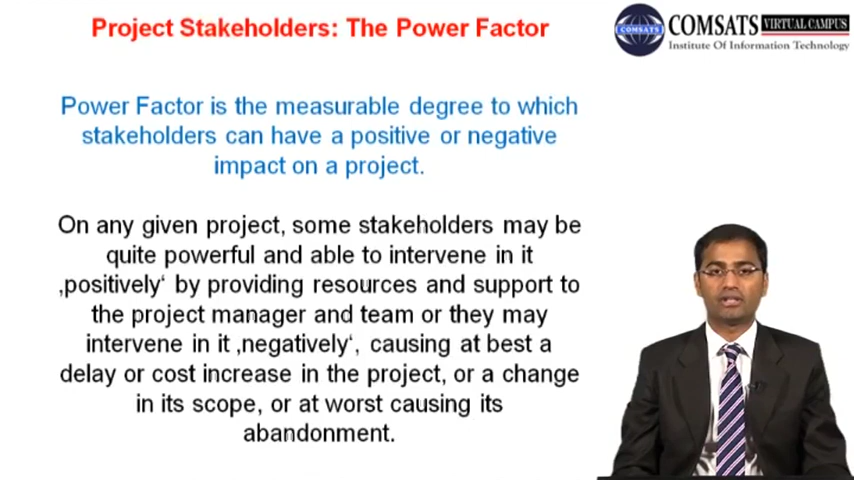 Project Stakeholders: The Power Factor
COMSATS
COMSATS VIRTUAL CAMPUS
Institute Of Information Technology
Power Factor is the measurable degree to which
stakeholders can have a positive or negative
impact on a project.
On any given project, some stakeholders may be
quite powerful and able to intervene in it
‚positively‘ by providing resources and support to
the project manager and team or they may
intervene in it ‚negatively‘, causing at best a
delay or cost increase in the project, or a change
in its scope, or at worst causing its
abandonment.